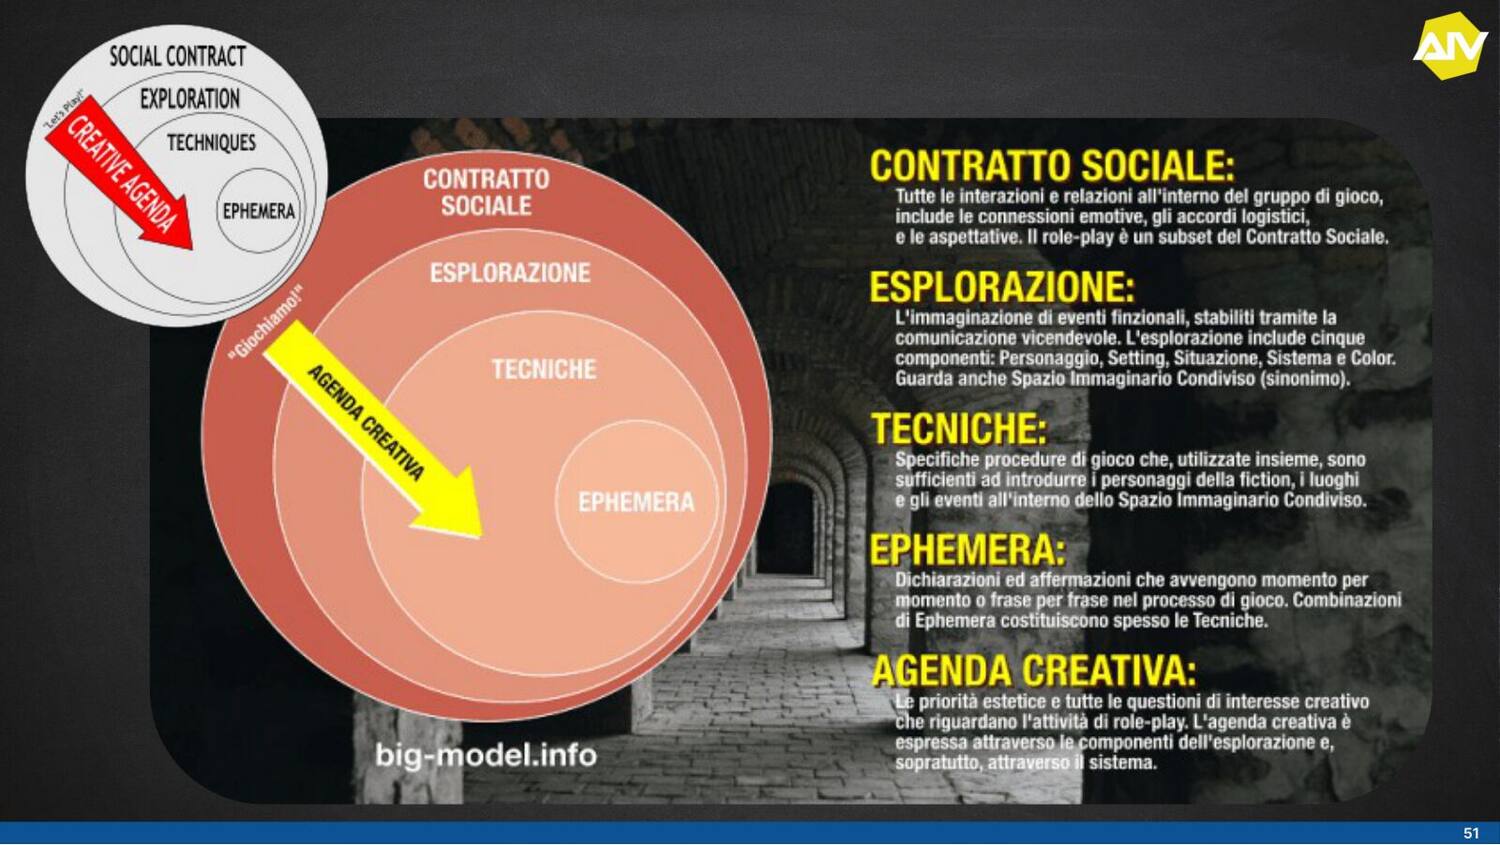 SOCIAL CONTRACT
EXPLORATION
TECHNIQUES
EPHEMERA
"Let's Play!"
CREATIVE AGENDA
AIV
CONTRATTO
SOCIALE
ESPLORAZIONE
TECNICHE
EPHEMERA
"Giochiamo!"
AGENDA CREATIVA
big-model.info
CONTRATTO SOCIALE:
Tutte le interazioni e relazioni all'interno del gruppo di gioco,
include le connessioni emotive, gli accordi logistici,
e le aspettative. Il role-play è un subset del Contratto Sociale.
ESPLORAZIONE:
L'immaginazione di eventi finzionali, stabiliti tramite la
comunicazione vicendevole. L'esplorazione include cinque
componenti: Personaggio, Setting, Situazione, Sistema e Color.
Guarda anche Spazio Immaginario Condiviso (sinonimo).
TECNICHE:
Specifiche procedure di gioco che, utilizzate insieme, sono
sufficienti ad introdurre i personaggi della fiction, i luoghi
e gli eventi all'interno dello Spazio Immaginario Condiviso.
EPHEMERA:
Dichiarazioni ed affermazioni che avvengono momento per
momento o frase per frase nel processo di gioco. Combinazioni
di Ephemera costituiscono spesso le Tecniche.
AGENDA CREATIVA:
Le priorità estetice e tutte le questioni di interesse creativo
che riguardano l'attività di role-play. L'agenda creativa è
espressa attraverso le componenti dell'esplorazione e,
sopratutto, attraverso il sistema.
51